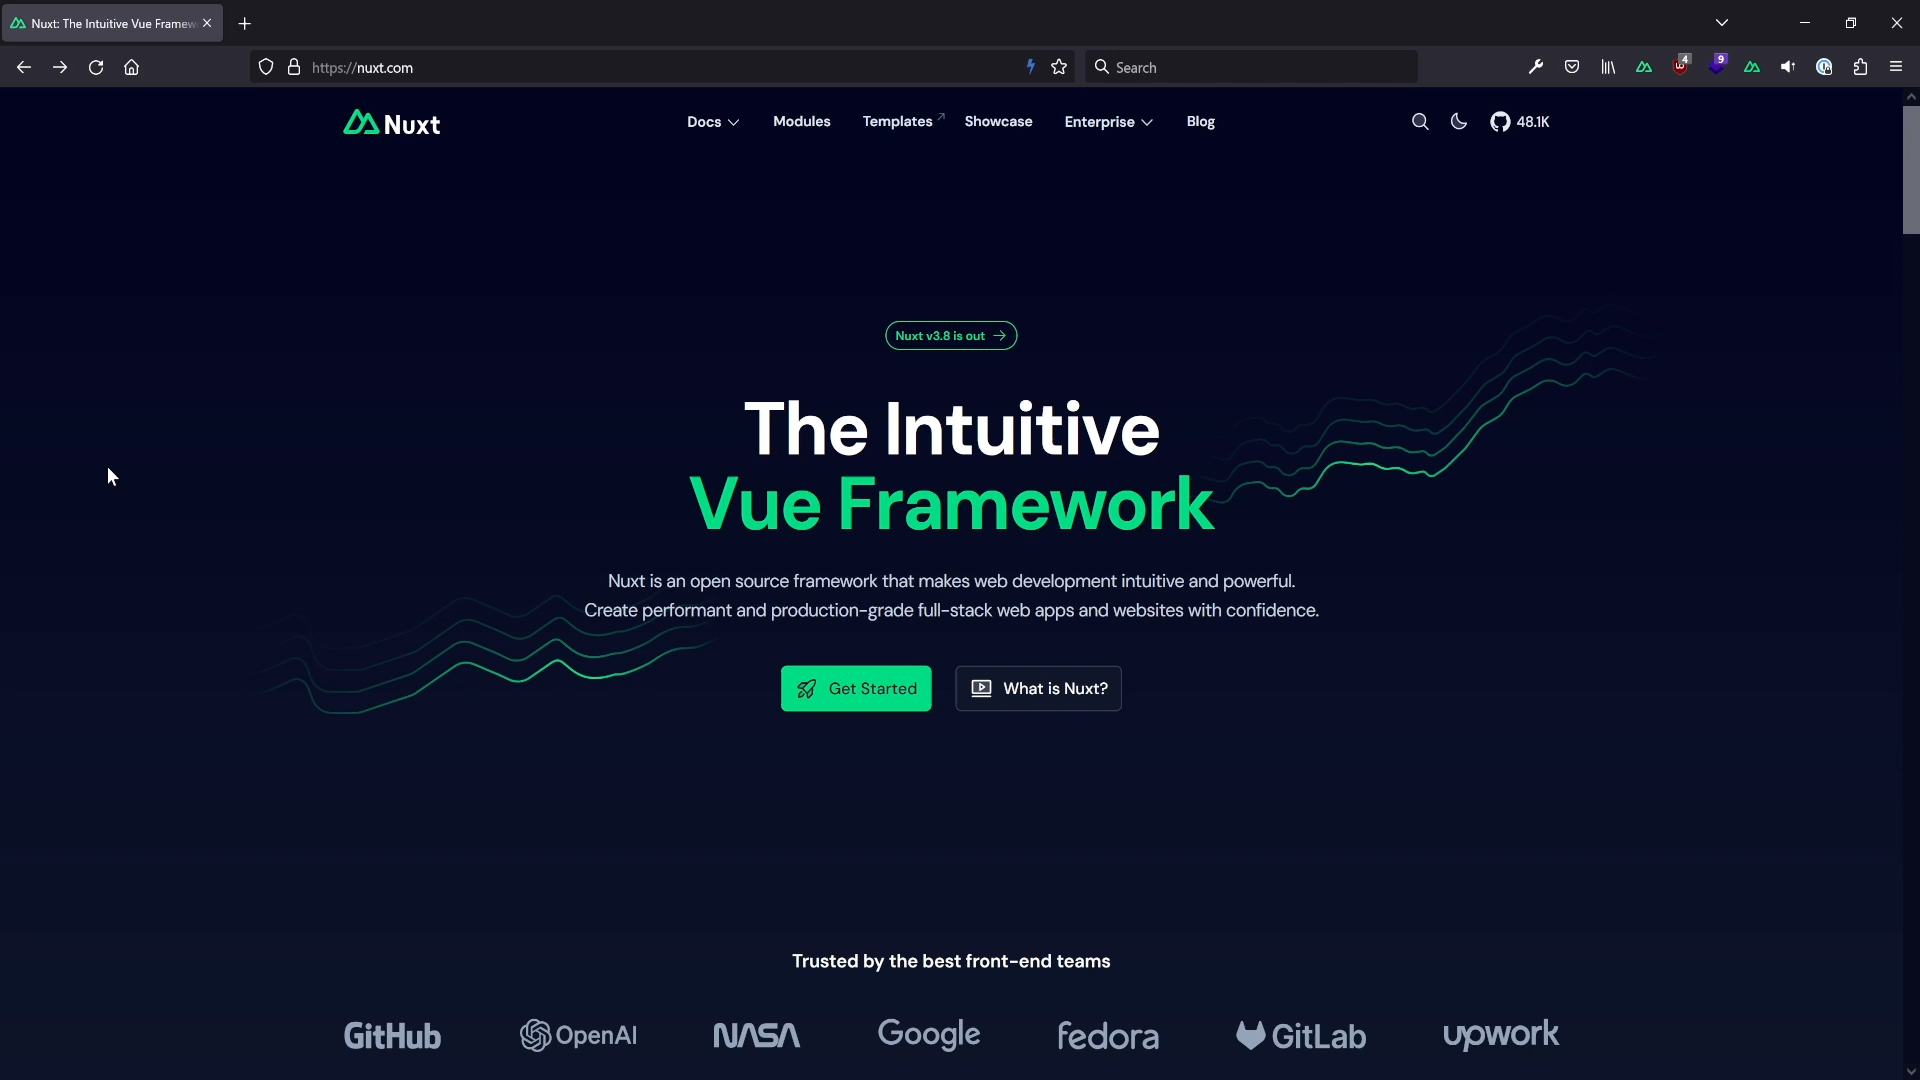 Nuxt: The Intuitive Vue Framew
https://nuxt.com
Search
4
9
Nuxt
Docs
Modules
Templates
Showcase
Enterprise
Blog
48.1K
Nuxt v3.8 is out
The Intuitive
Vue Framework
Nuxt is an open source framework that makes web development intuitive and powerful.
Create performant and production-grade full-stack web apps and websites with confidence.
Get Started
What is Nuxt?
Trusted by the best front-end teams
GitHub
OpenAI
NASA
Google
fedora
GitLab
upwork